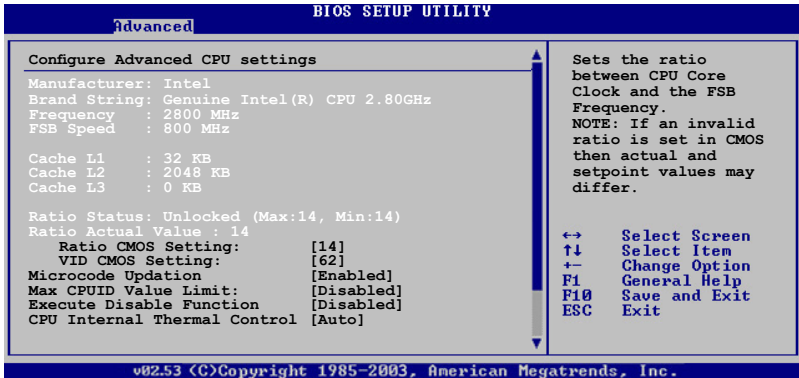 BIOS SETUP UTILITY
Advanced
Configure Advanced CPU settings
Manufacturer: Intel
Brand String: Genuine Intel(R) CPU 2.80GHz
Frequency : 2800 MHz
FSB Speed : 800 MHz
Cache L1 : 32 KB
Cache L2 : 2048 KB
Cache L3 : 0 KB
Ratio Status: Unlocked (Max:14, Min:14)
Ratio Actual Value : 14
Ratio CMOS Setting: [14]
VID CMOS Setting: [62]
Microcode Updation [Enabled]
Max CPUID Value Limit: [Disabled]
Execute Disable Function [Disabled]
CPU Internal Thermal Control [Auto]
Sets the ratio
between CPU Core
Clock and the FSB
Frequency.
NOTE: If an invalid
ratio is set in CMOS
then actual and
setpoint values may
differ.
←→ Select Screen
↑↓ Select Item
+- Change Option
F1 General Help
F10 Save and Exit
ESC Exit
v02.53 (C)Copyright 1985-2003, American Megatrends, Inc.